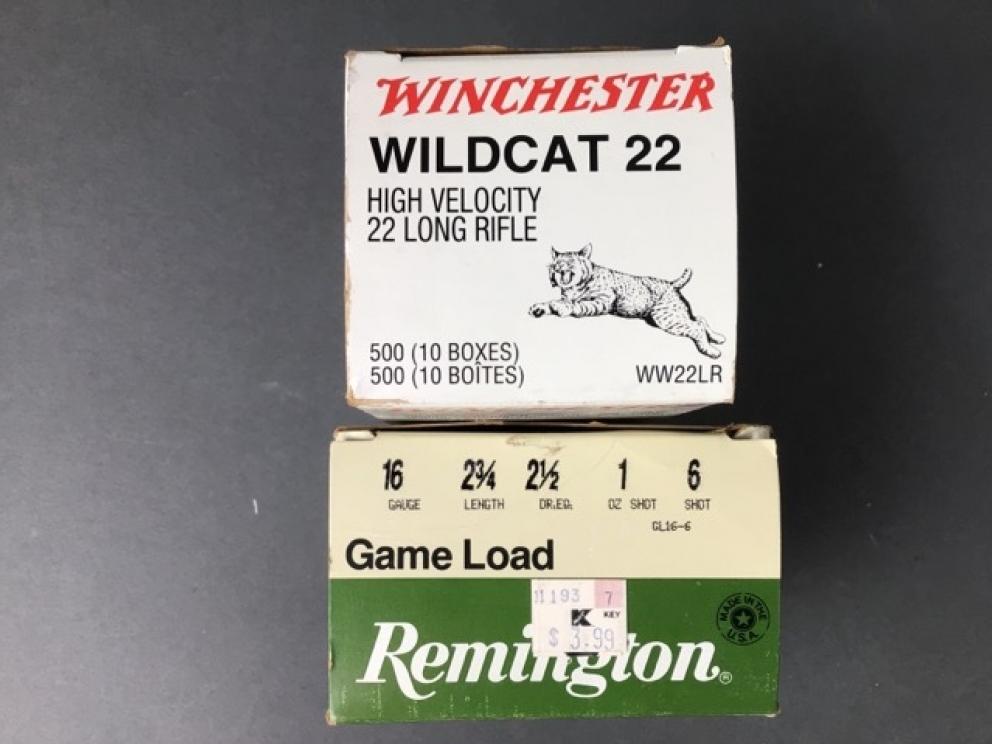 WINCHESTER
WILDCAT 22
HIGH VELOCITY
22 LONG RIFLE
500 (10 BOXES)
500 (10 BOÎTES)
WW22LR
16 2¾ 2½ 1 6
GAUGE LENGTH DR.EQ. OZ SHOT SHOT
GL16-6
Game Load
11193 7
K KEY
$ 3.99
MADE IN THE U.S.A.
Remington®